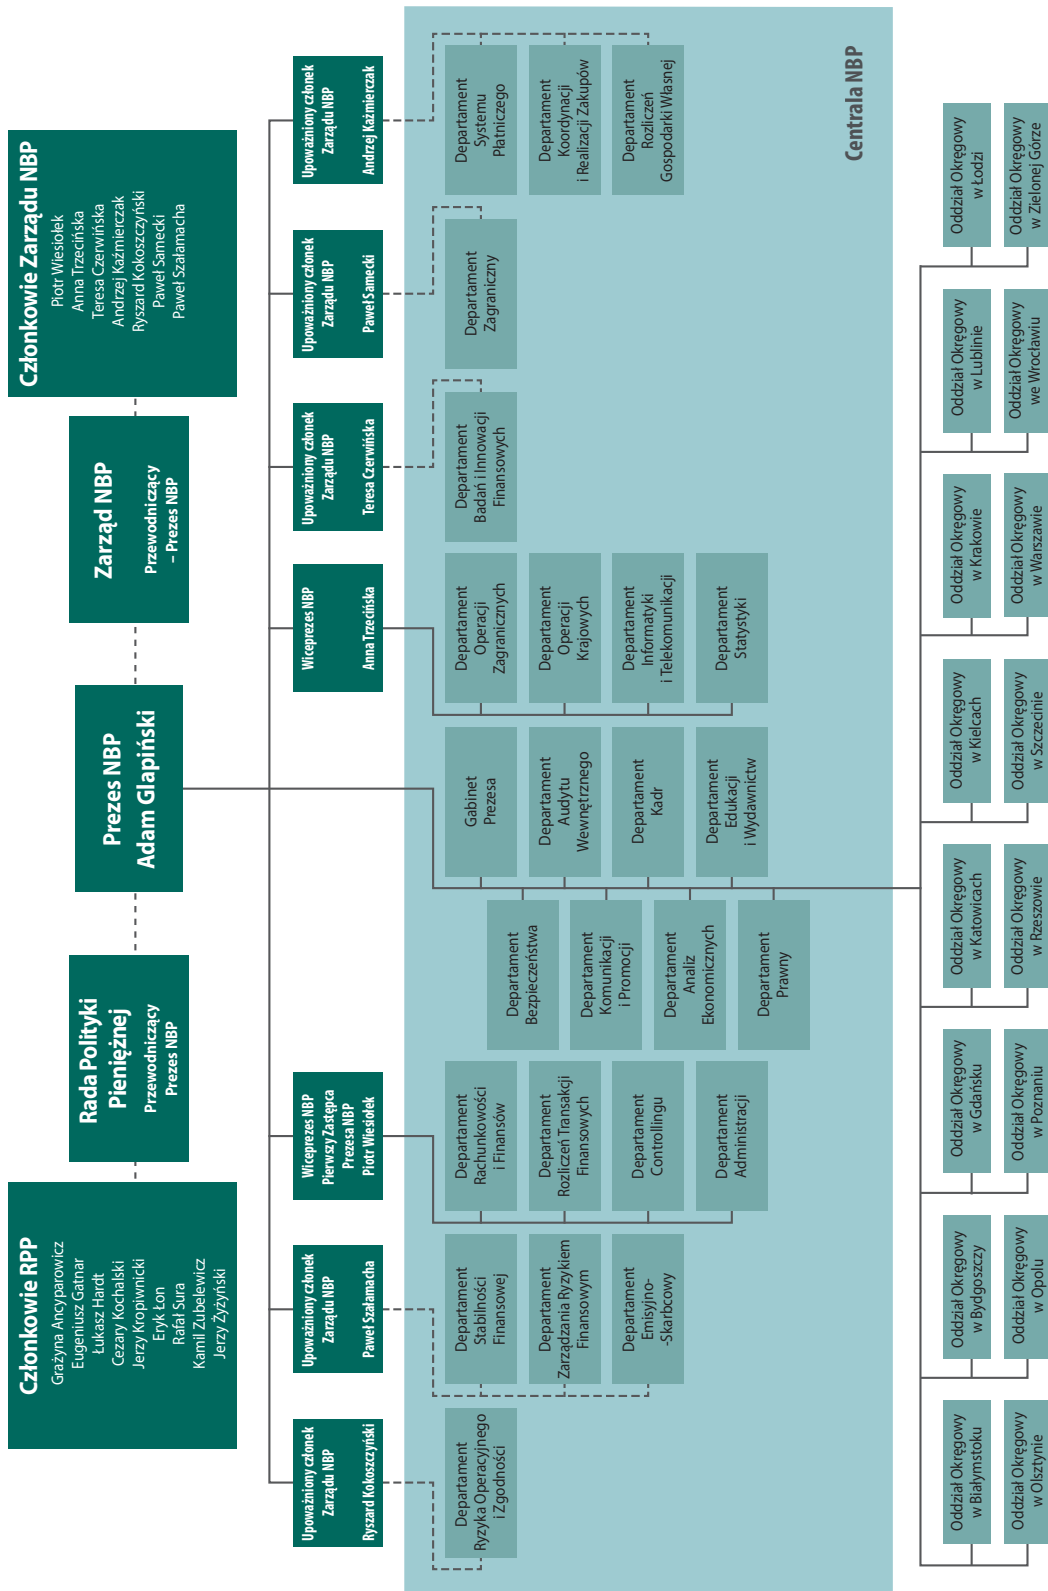 Członkowie RPP
Grażyna Ancyparowicz
Eugeniusz Gatnar
Łukasz Hardt
Cezary Kochalski
Jerzy Kropiwnicki
Eryk Łon
Rafał Sura
Kamil Zubelewicz
Jerzy Żyżyński
Rada Polityki
Pieniężnej
Przewodniczący
Prezes NBP
Prezes NBP
Adam Glapiński
Zarząd NBP
Przewodniczący
– Prezes NBP
Członkowie Zarządu NBP
Piotr Wiesiołek
Anna Trzecińska
Teresa Czerwińska
Andrzej Kaźmierczak
Ryszard Kokoszczyński
Paweł Samecki
Paweł Szałamacha
Upoważniony członek
Zarządu NBP
Ryszard Kokoszczyński
Upoważniony członek
Zarządu NBP
Paweł Szałamacha
Wiceprezes NBP
Pierwszy Zastępca
Prezesa NBP
Piotr Wiesiołek
Wiceprezes NBP
Anna Trzecińska
Upoważniony członek
Zarządu NBP
Teresa Czerwińska
Upoważniony członek
Zarządu NBP
Paweł Samecki
Upoważniony członek
Zarządu NBP
Andrzej Kaźmierczak
Departament
Ryzyka Operacyjnego
i Zgodności
Departament
Stabilności
Finansowej
Departament
Zarządzania Ryzykiem
Finansowym
Departament
Emisyjno-
-Skarbcowy
Departament
Rachunkowości
i Finansów
Departament
Rozliczeń Transakcji
Finansowych
Departament
Controllingu
Departament
Administracji
Departament
Bezpieczeństwa
Departament
Komunikacji
i Promocji
Departament
Analiz
Ekonomicznych
Departament
Prawny
Gabinet
Prezesa
Departament
Audytu
Wewnętrznego
Departament
Kadr
Departament
Edukacji
i Wydawnictw
Departament
Operacji
Zagranicznych
Departament
Operacji
Krajowych
Departament
Informatyki
i Telekomunikacji
Departament
Statystyki
Departament
Badań i Innowacji
Finansowych
Departament
Zagraniczny
Departament
Systemu
Płatniczego
Departament
Koordynacji
i Realizacji Zakupów
Departament
Rozliczeń
Gospodarki Własnej
Centrala NBP
Oddział Okręgowy
w Białymstoku
Oddział Okręgowy
w Bydgoszczy
Oddział Okręgowy
w Gdańsku
Oddział Okręgowy
w Katowicach
Oddział Okręgowy
w Kielcach
Oddział Okręgowy
w Krakowie
Oddział Okręgowy
w Lublinie
Oddział Okręgowy
w Łodzi
Oddział Okręgowy
w Olsztynie
Oddział Okręgowy
w Opolu
Oddział Okręgowy
w Poznaniu
Oddział Okręgowy
w Rzeszowie
Oddział Okręgowy
w Szczecinie
Oddział Okręgowy
w Warszawie
Oddział Okręgowy
we Wrocławiu
Oddział Okręgowy
w Zielonej Górze